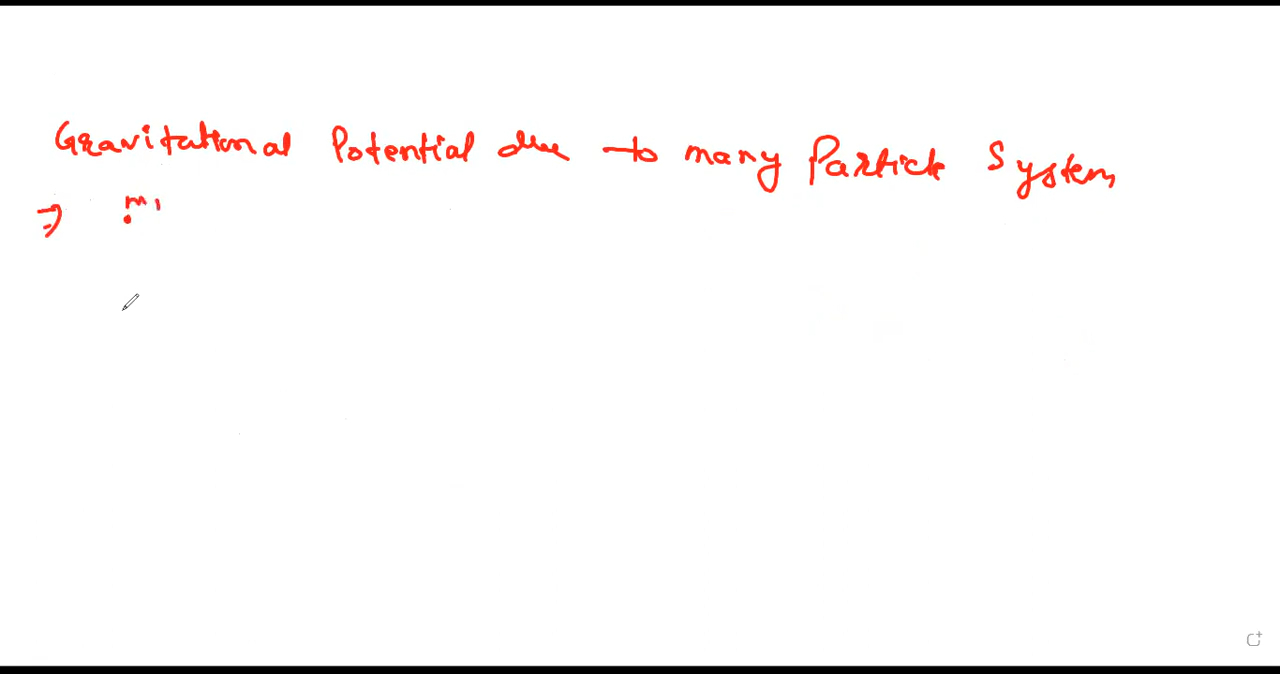 Gravitational Potential due to many Particle System
⇒ m1